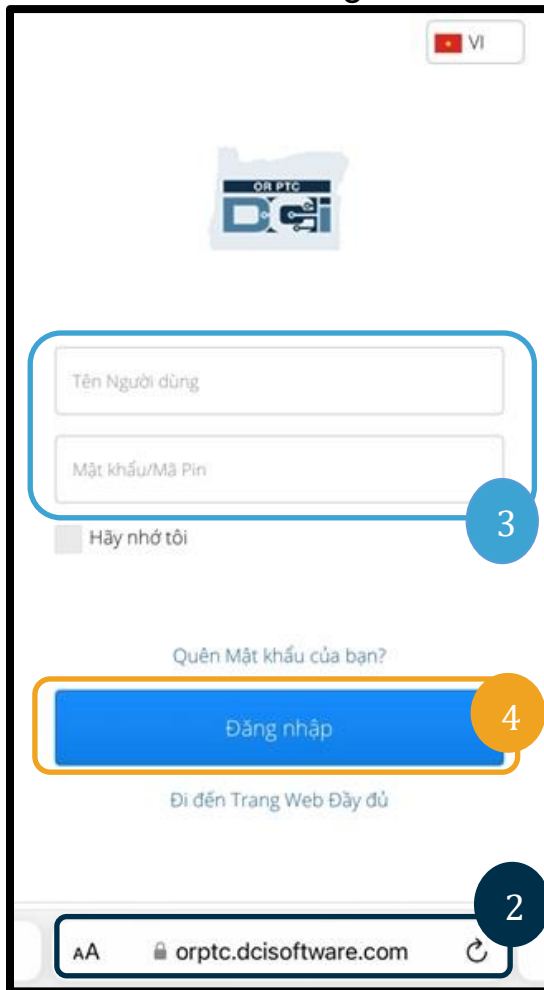 VI
OR PTC
DCi
Tên Người dùng
Mật khẩu/Mã Pin
3
Hãy nhớ tôi
Quên Mật khẩu của bạn?
Đăng nhập
4
Đi đến Trang Web Đầy đủ
2
AA orptc.dcisoftware.com